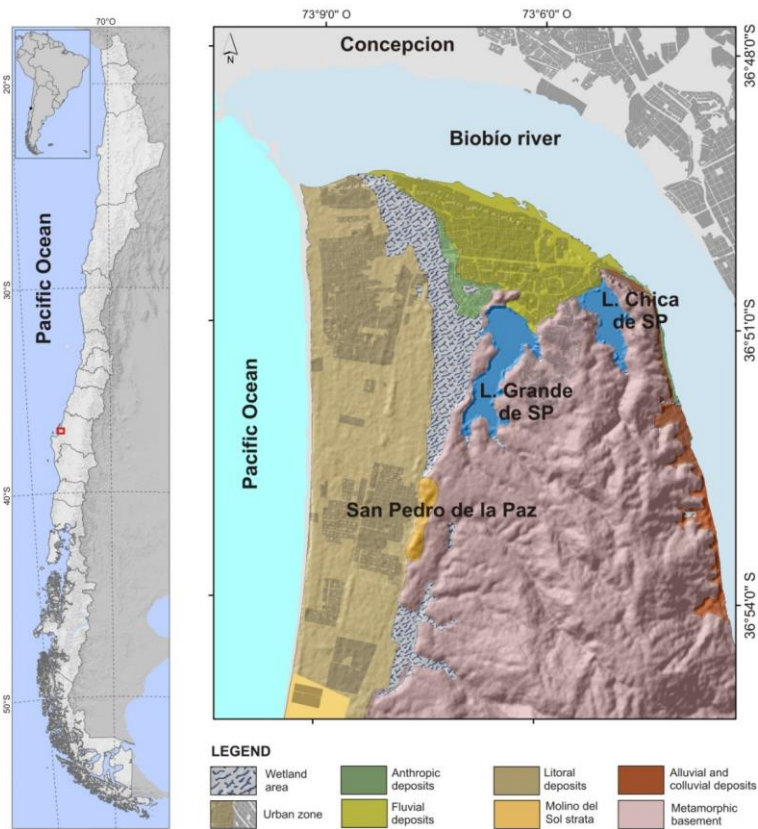 70°O
20°S
Pacific Ocean
30°S
40°S
50°S
73°9'0" O
73°6'0" O
N
Concepcion
36°48'0"S
Biobío river
L. Chica
de SP
36°51'0"S
L. Grande
de SP
Pacific Ocean
San Pedro de la Paz
36°54'0" S
LEGEND
Wetland
area
Anthropic
deposits
Litoral
deposits
Alluvial and
colluvial deposits
Urban zone
Fluvial
deposits
Molino del
Sol strata
Metamorphic
basement